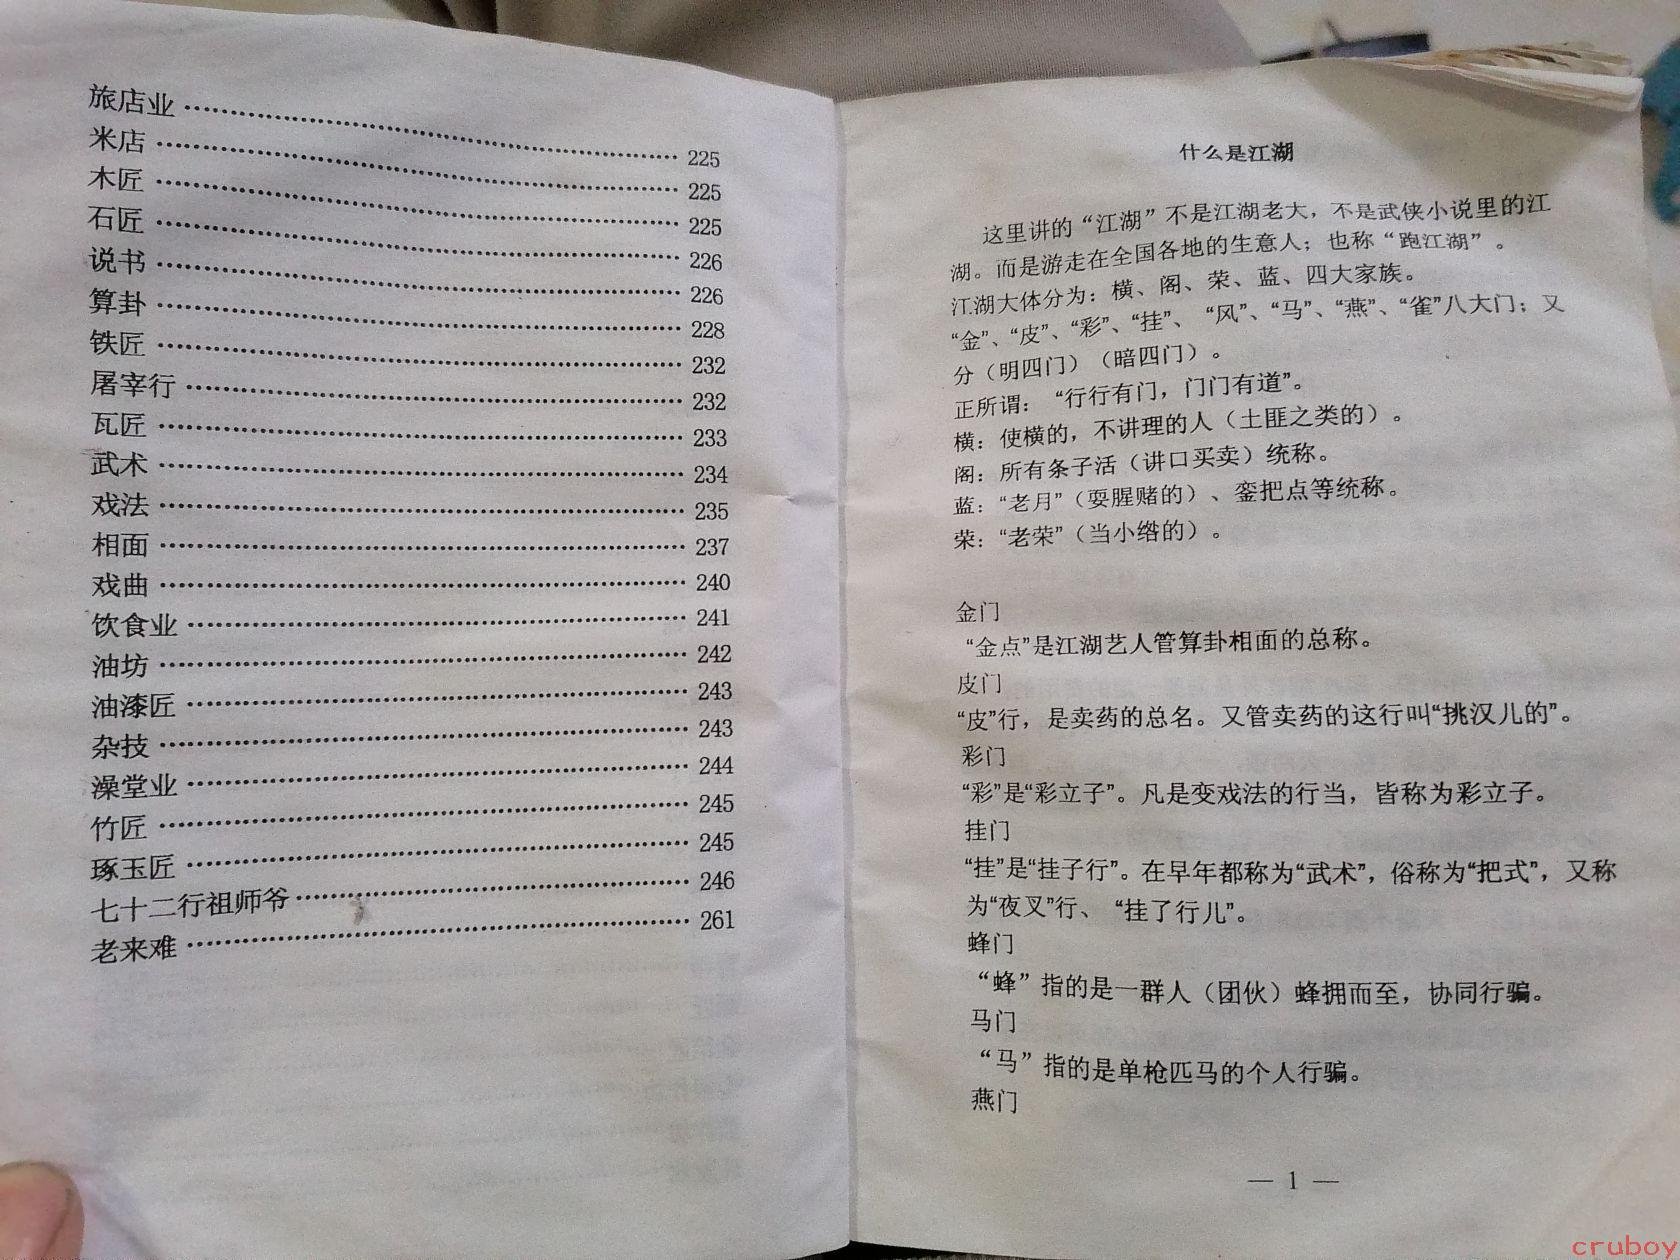 旅店业 225
米店 225
木匠 225
石匠 226
说书 226
算卦 228
铁匠 232
屠宰行 232
瓦匠 233
武术 234
戏法 235
相面 237
戏曲 240
饮食业 241
油坊 242
油漆匠 243
杂技 243
澡堂业 244
竹匠 245
琢玉匠 245
七十二行祖师爷 246
老来难 261
什么是江湖
这里讲的“江湖”不是江湖老大，不是武侠小说里的江
湖。而是游走在全国各地的生意人；也称“跑江湖”。
江湖大体分为：横、阁、荣、蓝、四大家族。
“金”、“皮”、“彩”、“挂”、 “风”、“马”、“燕”、“雀”八大门；又
分（明四门）（暗四门）。
正所谓： “行行有门，门门有道”。
横：使横的，不讲理的人（土匪之类的）。
阁：所有条子活（讲口买卖）统称。
蓝：“老月”（耍腥赌的）、銮把点等统称。
荣：“老荣”（当小绺的）。
金门
“金点”是江湖艺人管算卦相面的总称。
皮门
“皮”行，是卖药的总名。又管卖药的这行叫“挑汉儿的”。
彩门
“彩”是“彩立子”。凡是变戏法的行当，皆称为彩立子。
挂门
“挂”是“挂子行”。在早年都称为“武术”，俗称为“把式”，又称
为“夜叉”行、 “挂了行儿”。
蜂门
“蜂”指的是一群人（团伙）蜂拥而至，协同行骗。
马门
“马”指的是单枪匹马的个人行骗。
燕门
— 1 —
cruboy